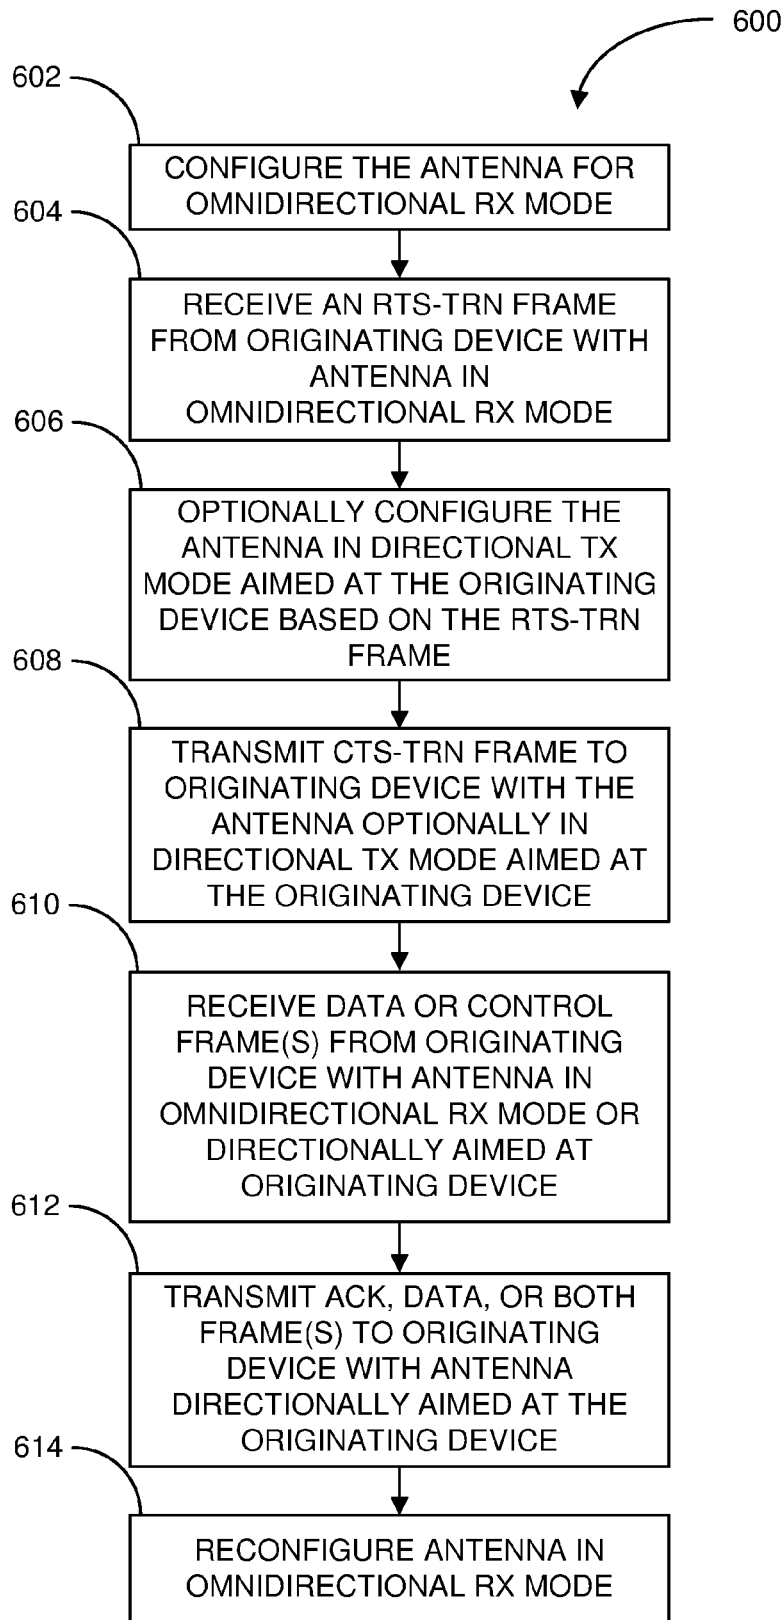 600
602
CONFIGURE THE ANTENNA FOR
OMNIDIRECTIONAL RX MODE
604
RECEIVE AN RTS-TRN FRAME
FROM ORIGINATING DEVICE WITH
ANTENNA IN
OMNIDIRECTIONAL RX MODE
606
OPTIONALLY CONFIGURE THE
ANTENNA IN DIRECTIONAL TX
MODE AIMED AT THE ORIGINATING
DEVICE BASED ON THE RTS-TRN
FRAME
608
TRANSMIT CTS-TRN FRAME TO
ORIGINATING DEVICE WITH THE
ANTENNA OPTIONALLY IN
DIRECTIONAL TX MODE AIMED AT
THE ORIGINATING DEVICE
610
RECEIVE DATA OR CONTROL
FRAME(S) FROM ORIGINATING
DEVICE WITH ANTENNA IN
OMNIDIRECTIONAL RX MODE OR
DIRECTIONALLY AIMED AT
ORIGINATING DEVICE
612
TRANSMIT ACK, DATA, OR BOTH
FRAME(S) TO ORIGINATING
DEVICE WITH ANTENNA
DIRECTIONALLY AIMED AT THE
ORIGINATING DEVICE
614
RECONFIGURE ANTENNA IN
OMNIDIRECTIONAL RX MODE